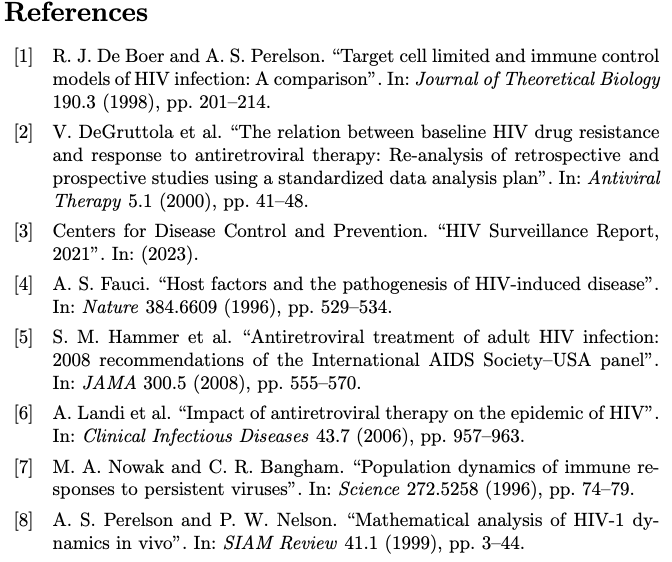 References
[1] R. J. De Boer and A. S. Perelson. “Target cell limited and immune control
models of HIV infection: A comparison”. In: Journal of Theoretical Biology
190.3 (1998), pp. 201–214.
[2] V. DeGruttola et al. “The relation between baseline HIV drug resistance
and response to antiretroviral therapy: Re-analysis of retrospective and
prospective studies using a standardized data analysis plan”. In: Antiviral
Therapy 5.1 (2000), pp. 41–48.
[3] Centers for Disease Control and Prevention. “HIV Surveillance Report,
2021”. In: (2023).
[4] A. S. Fauci. “Host factors and the pathogenesis of HIV-induced disease”.
In: Nature 384.6609 (1996), pp. 529–534.
[5] S. M. Hammer et al. “Antiretroviral treatment of adult HIV infection:
2008 recommendations of the International AIDS Society–USA panel”.
In: JAMA 300.5 (2008), pp. 555–570.
[6] A. Landi et al. “Impact of antiretroviral therapy on the epidemic of HIV”.
In: Clinical Infectious Diseases 43.7 (2006), pp. 957–963.
[7] M. A. Nowak and C. R. Bangham. “Population dynamics of immune re-
sponses to persistent viruses”. In: Science 272.5258 (1996), pp. 74–79.
[8] A. S. Perelson and P. W. Nelson. “Mathematical analysis of HIV-1 dy-
namics in vivo”. In: SIAM Review 41.1 (1999), pp. 3–44.